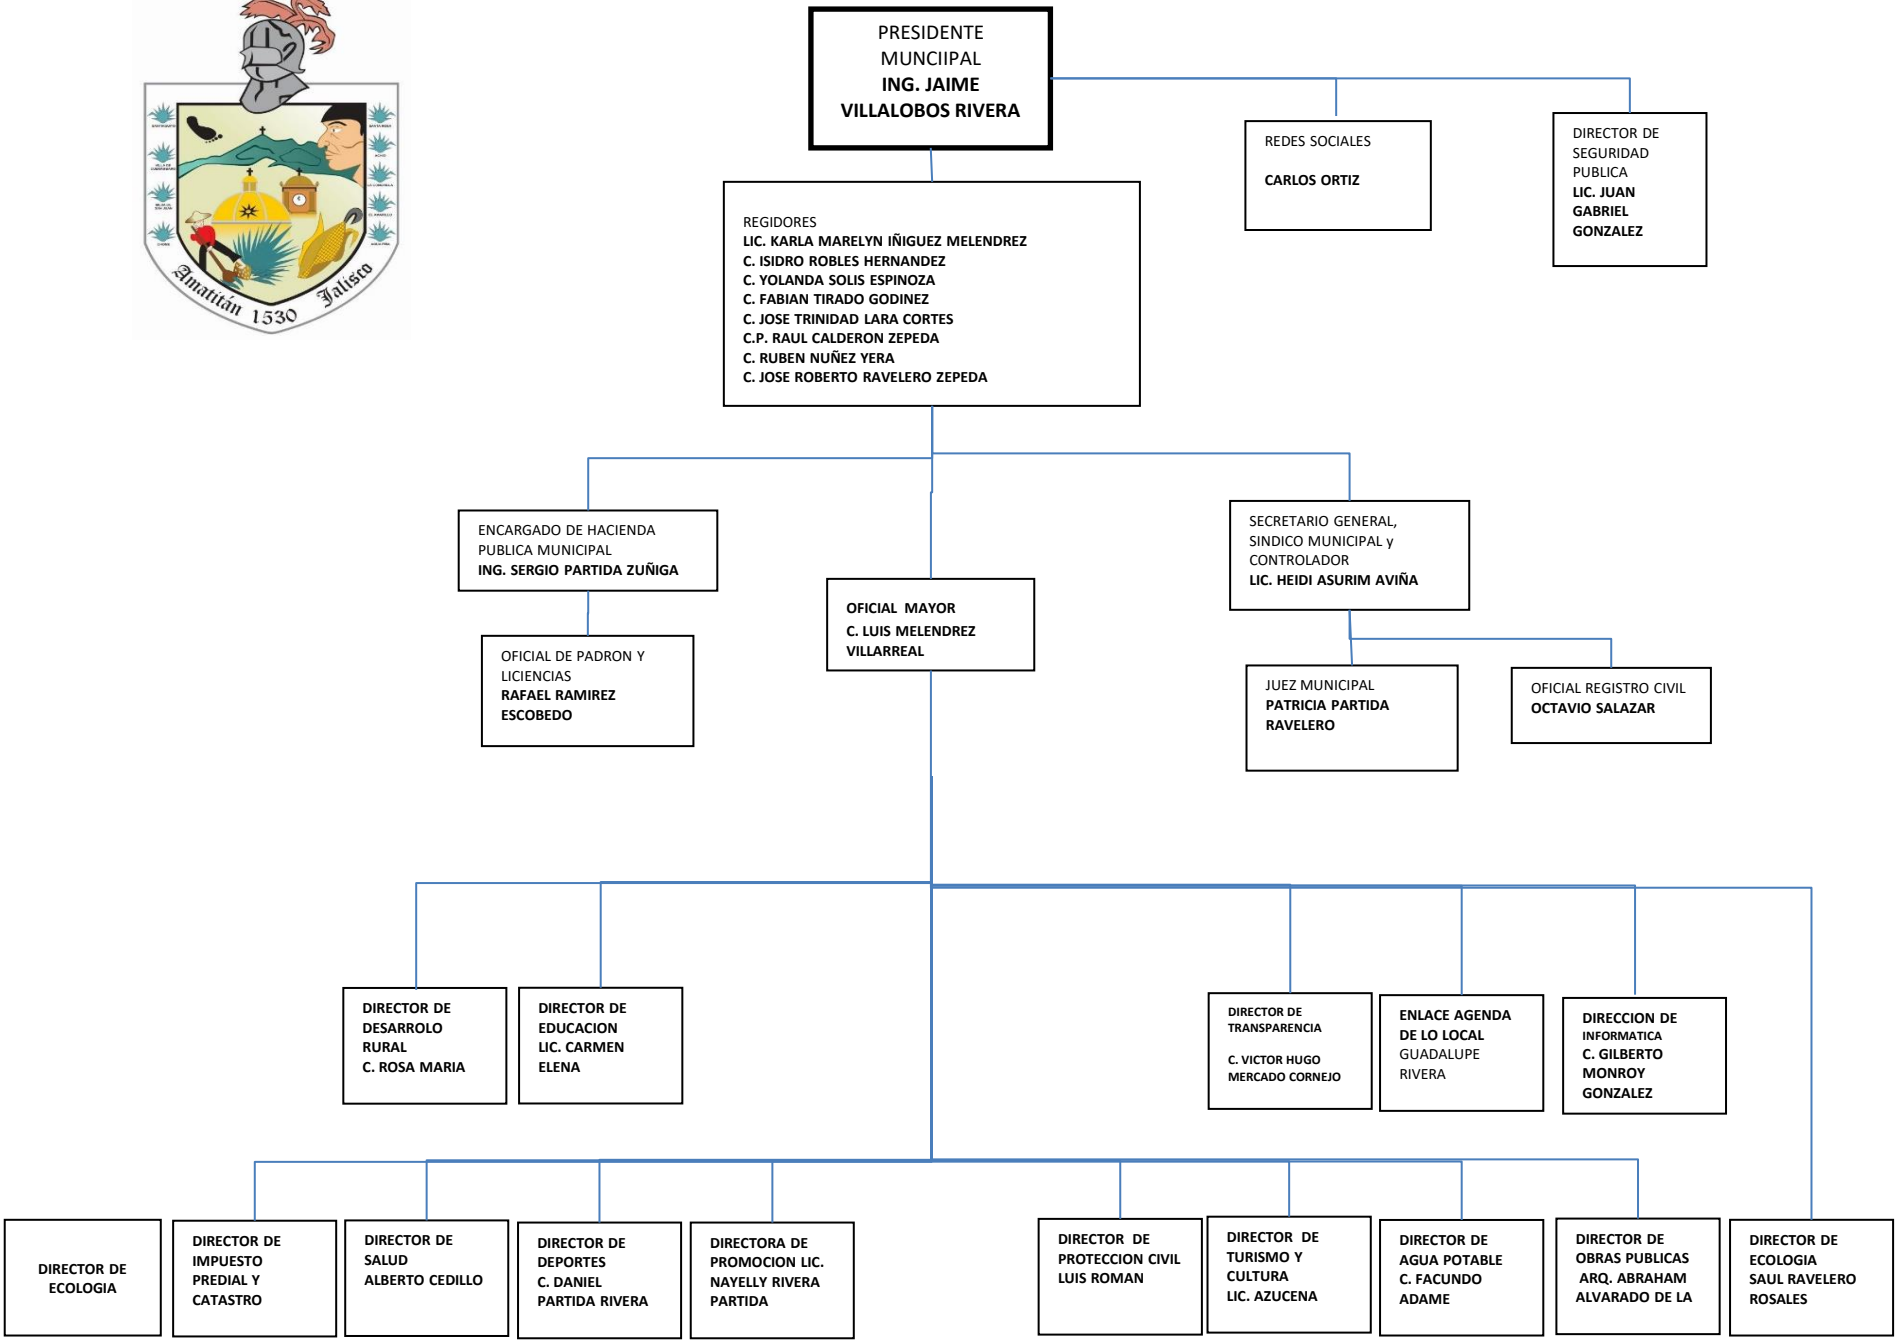 Amatitán 1530 Jalisco
PRESIDENTE
MUNCIIPAL
ING. JAIME
VILLALOBOS RIVERA
REDES SOCIALES
CARLOS ORTIZ
DIRECTOR DE
SEGURIDAD
PUBLICA
LIC. JUAN
GABRIEL
GONZALEZ
REGIDORES
LIC. KARLA MARELYN IÑIGUEZ MELENDREZ
C. ISIDRO ROBLES HERNANDEZ
C. YOLANDA SOLIS ESPINOZA
C. FABIAN TIRADO GODINEZ
C. JOSE TRINIDAD LARA CORTES
C.P. RAUL CALDERON ZEPEDA
C. RUBEN NUÑEZ YERA
C. JOSE ROBERTO RAVELERO ZEPEDA
ENCARGADO DE HACIENDA
PUBLICA MUNICIPAL
ING. SERGIO PARTIDA ZUÑIGA
OFICIAL MAYOR
C. LUIS MELENDREZ
VILLARREAL
SECRETARIO GENERAL,
SINDICO MUNICIPAL y
CONTROLADOR
LIC. HEIDI ASURIM AVIÑA
OFICIAL DE PADRON Y
LICIENCIAS
RAFAEL RAMIREZ
ESCOBEDO
JUEZ MUNICIPAL
PATRICIA PARTIDA
RAVELERO
OFICIAL REGISTRO CIVIL
OCTAVIO SALAZAR
DIRECTOR DE
DESARROLO
RURAL
C. ROSA MARIA
DIRECTOR DE
EDUCACION
LIC. CARMEN
ELENA
DIRECTOR DE
TRANSPARENCIA
C. VICTOR HUGO
MERCADO CORNEJO
ENLACE AGENDA
DE LO LOCAL
GUADALUPE
RIVERA
DIRECCION DE
INFORMATICA
C. GILBERTO
MONROY
GONZALEZ
DIRECTOR DE
ECOLOGIA
DIRECTOR DE
IMPUESTO
PREDIAL Y
CATASTRO
DIRECTOR DE
SALUD
ALBERTO CEDILLO
DIRECTOR DE
DEPORTES
C. DANIEL
PARTIDA RIVERA
DIRECTORA DE
PROMOCION LIC.
NAYELLY RIVERA
PARTIDA
DIRECTOR DE
PROTECCION CIVIL
LUIS ROMAN
DIRECTOR DE
TURISMO Y
CULTURA
LIC. AZUCENA
DIRECTOR DE
AGUA POTABLE
C. FACUNDO
ADAME
DIRECTOR DE
OBRAS PUBLICAS
ARQ. ABRAHAM
ALVARADO DE LA
DIRECTOR DE
ECOLOGIA
SAUL RAVELERO
ROSALES